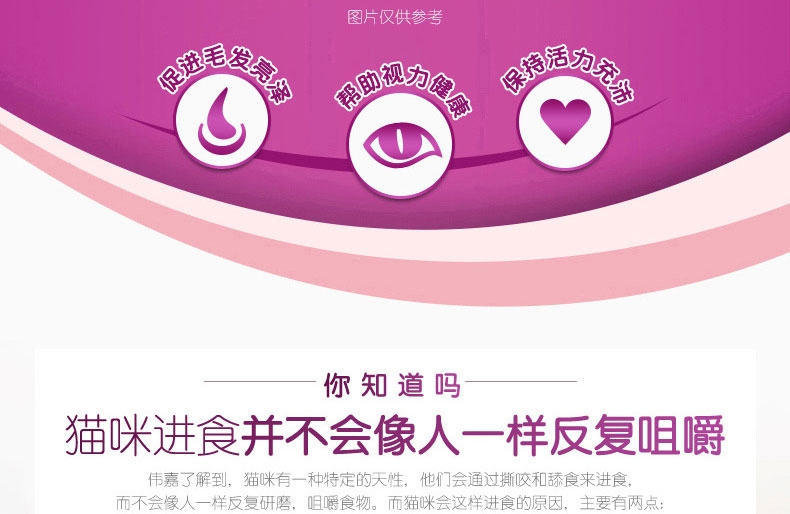 图片仅供参考
促进毛发亮泽
帮助视力健康
保持活力充沛
你知道吗
猫咪进食并不会像人一样反复咀嚼
伟嘉了解到，猫咪有一种特定的天性，他们会通过撕咬和舔食来进食，
而不会像人一样反复研磨，咀嚼食物。而猫咪会这样进食的原因，主要有两点：